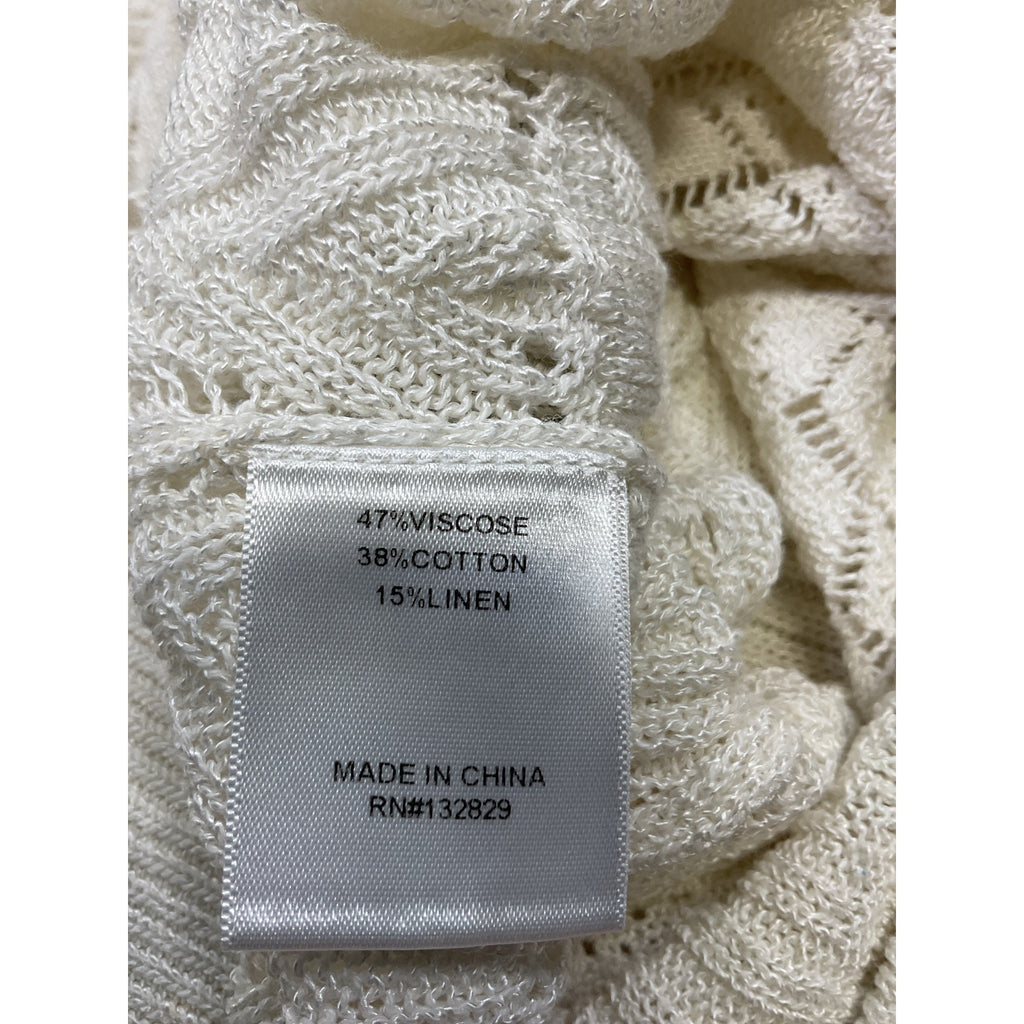 47%VISCOSE
38%COTTON
15%LINEN
MADE IN CHINA
RN#132829